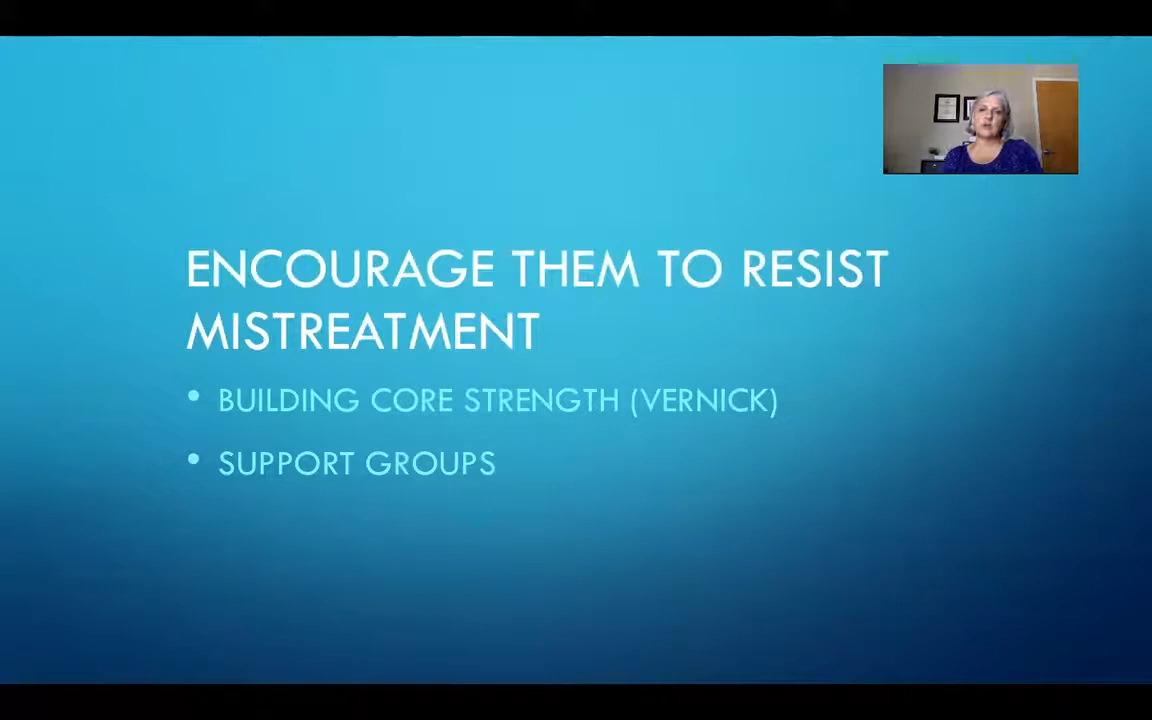 ENCOURAGE THEM TO RESIST
MISTREATMENT
• BUILDING CORE STRENGTH (VERNICK)
• SUPPORT GROUPS